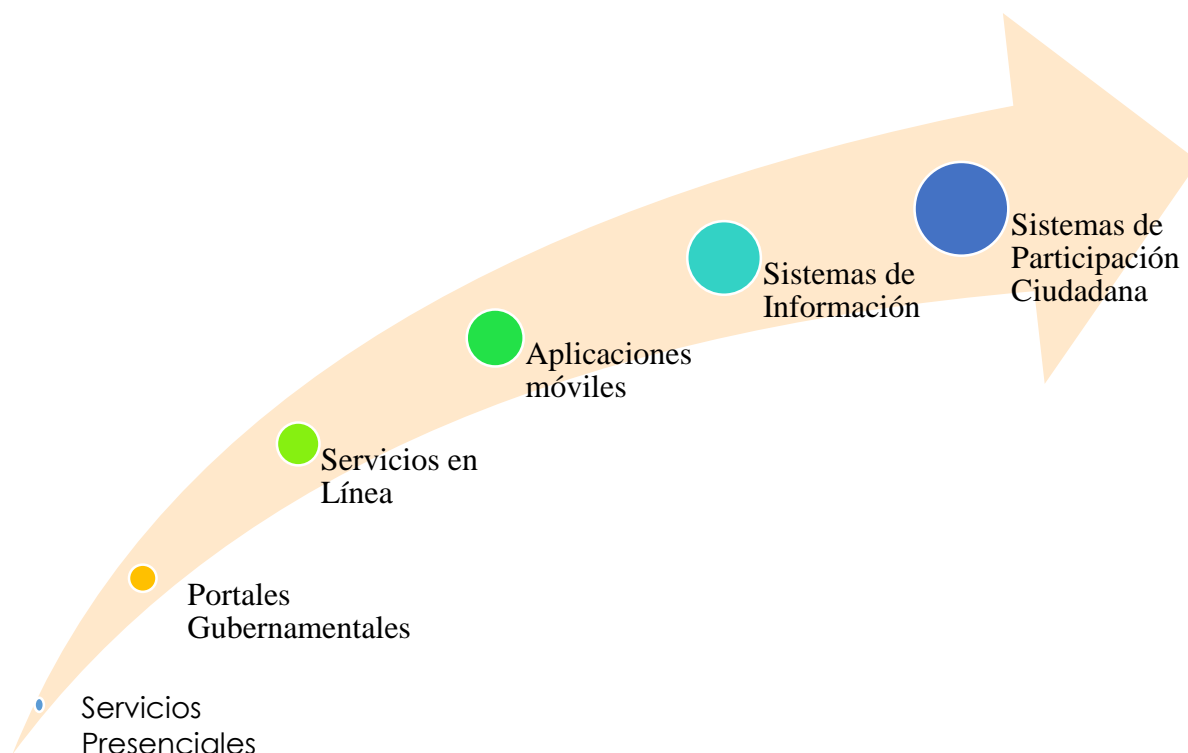 Sistemas de
Participación
Ciudadana
Sistemas de
Información
Aplicaciones
móviles
Servicios en
Línea
Portales
Gubernamentales
Servicios
Presenciales